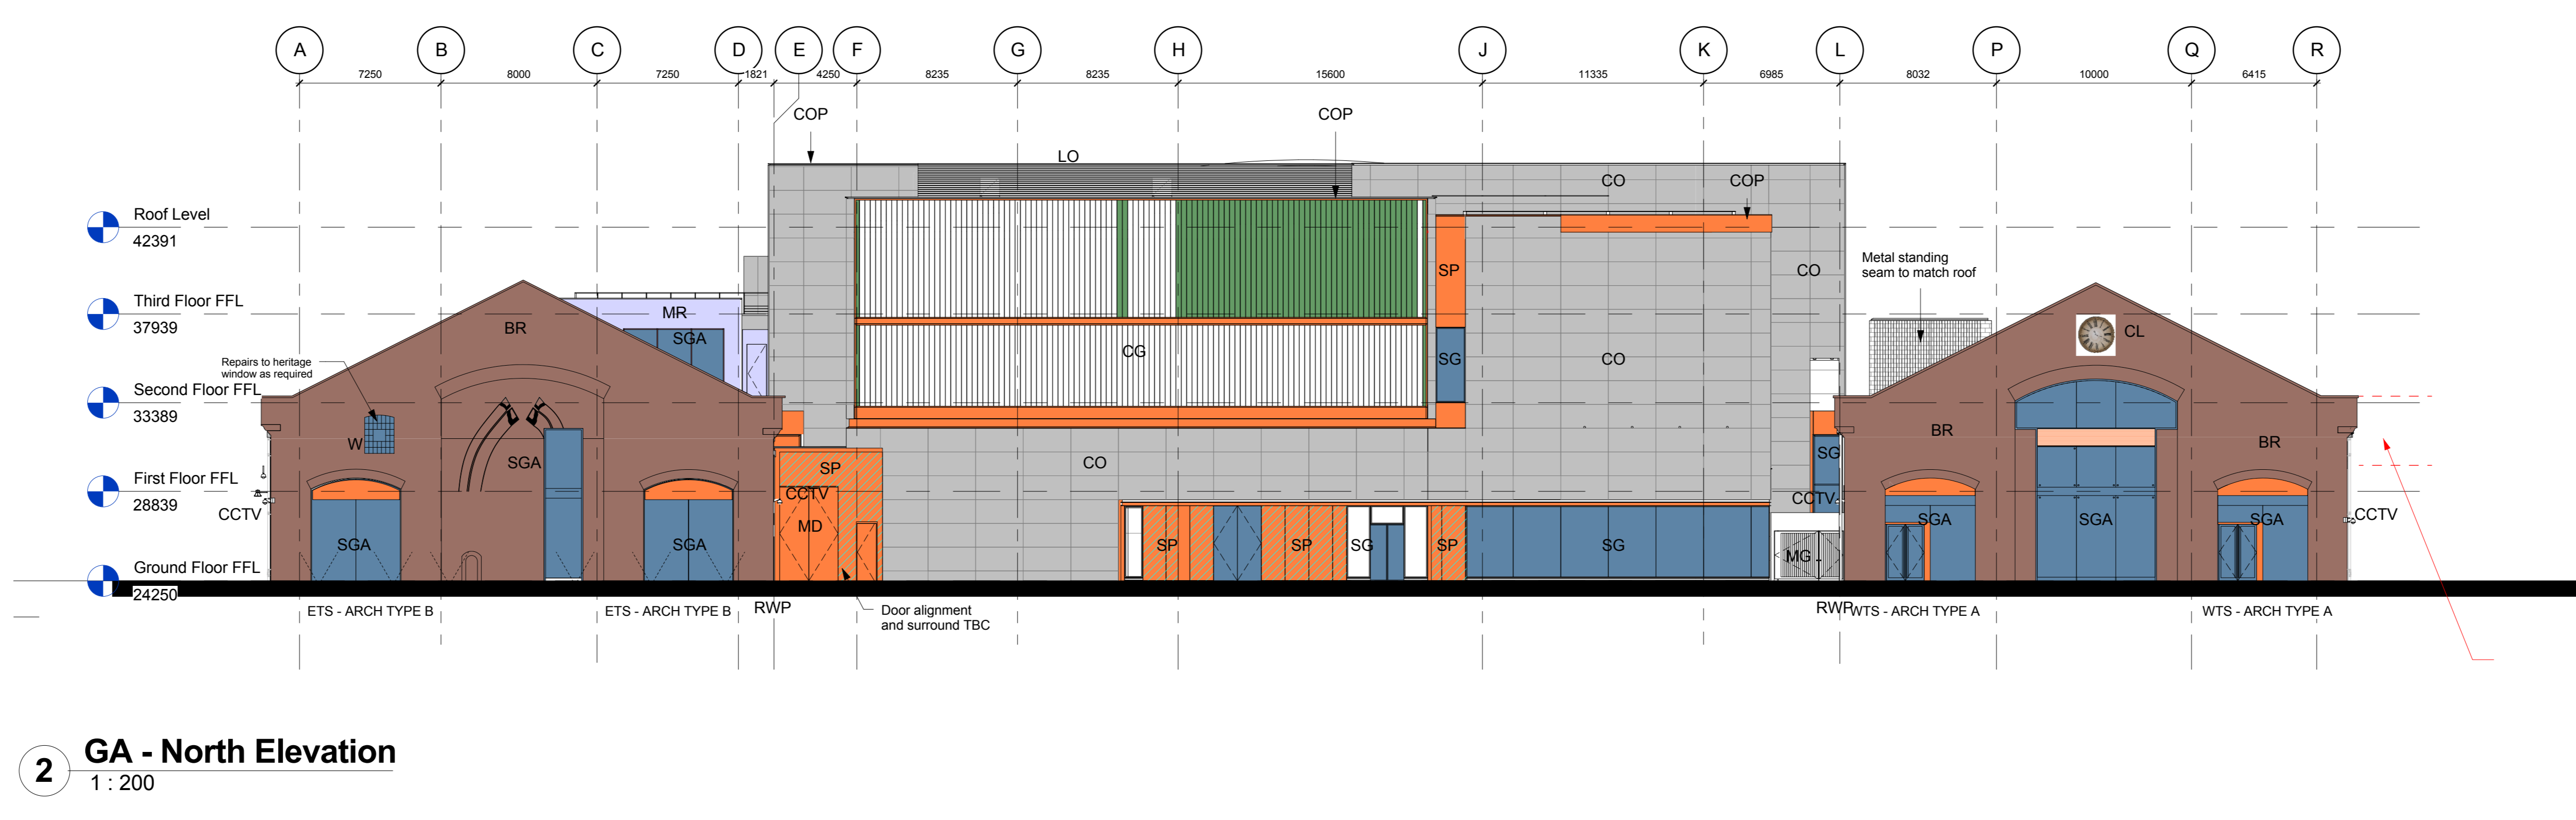 A B C D E F G H J K L P Q R
7250 8000 7250 1821 4250 8235 8235 15600 11335 6985 8032 10000 6415
COP COP
LO
CO COP
Roof Level
42391
Metal standing
seam to match roof
SP CO
Third Floor FFL
37939
MR
BR SGA
CL
CG SG CO
Repairs to heritage
window as required
Second Floor FFL
33389
W SGA
BR BR
SG
SP CO
First Floor FFL
28839
CCTV CCTV CCTV CCTV
MD
SGA SGA SP SP SG SP SG MG SGA SGA SGA
Ground Floor FFL
24250
ETS - ARCH TYPE B ETS - ARCH TYPE B RWP RWP WTS - ARCH TYPE A WTS - ARCH TYPE A
Door alignment
and surround TBC
2 GA - North Elevation
1 : 200